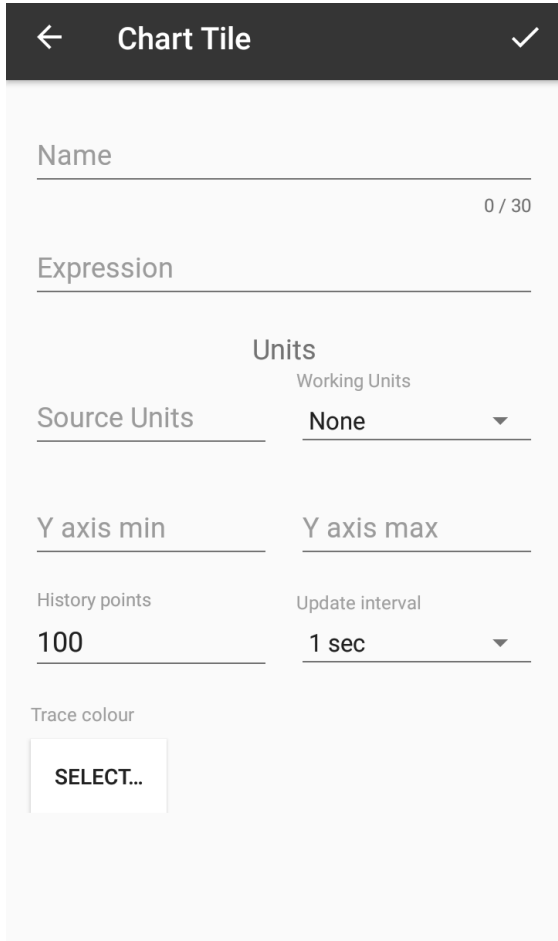 Chart Tile
Name
0 / 30
Expression
Units
Working Units
Source Units
None
Y axis min
Y axis max
History points
Update interval
100
1 sec
Trace colour
SELECT...